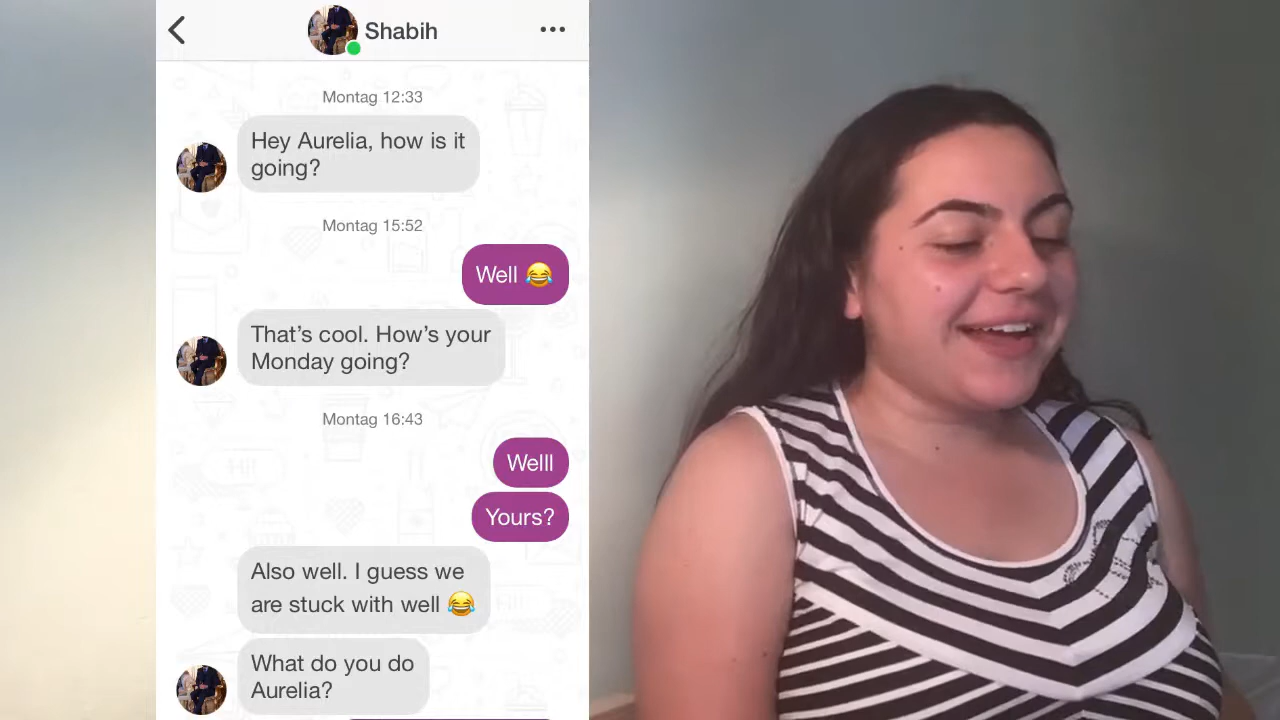 Shabih
Montag 12:33
Hey Aurelia, how is it
going?
Montag 15:52
Well 😂
That’s cool. How’s your
Monday going?
Montag 16:43
Welll
Yours?
Also well. I guess we
are stuck with well 😂
What do you do
Aurelia?